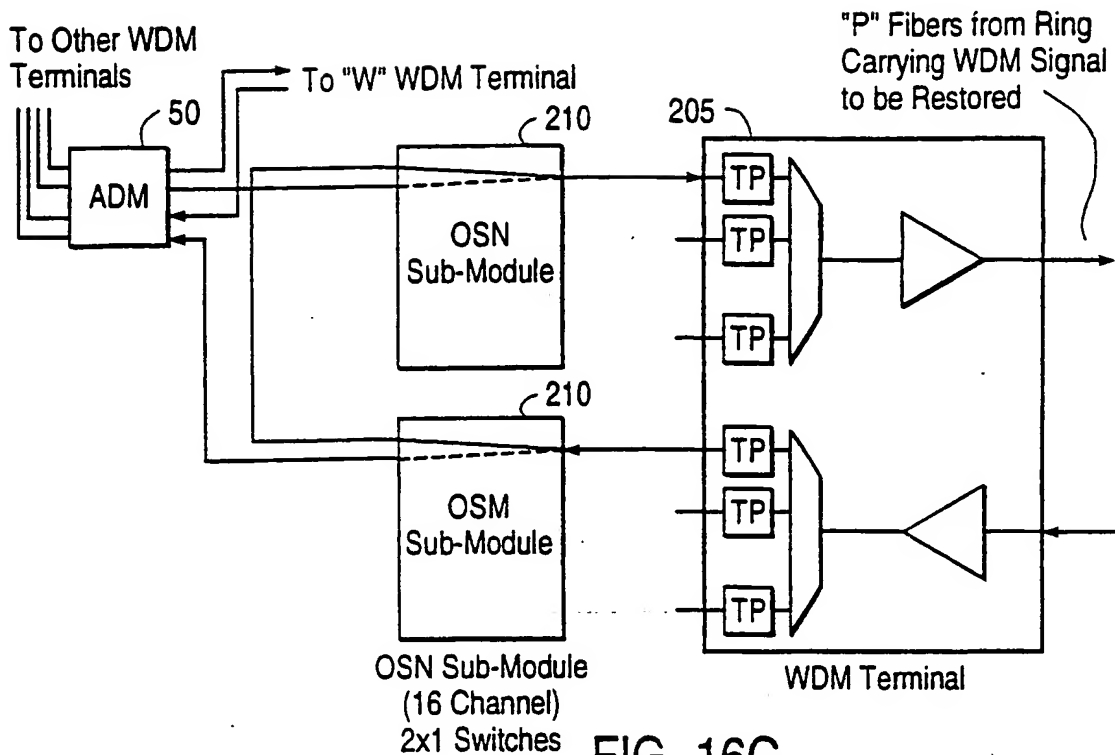 To Other WDM
Terminals
50
To "W" WDM Terminal
"P" Fibers from Ring
Carrying WDM Signal
to be Restored
210
205
ADM
OSN
Sub-Module
TP
TP
TP
210
OSM
Sub-Module
TP
TP
TP
OSN Sub-Module
(16 Channel)
2x1 Switches
WDM Terminal
FIG. 16C